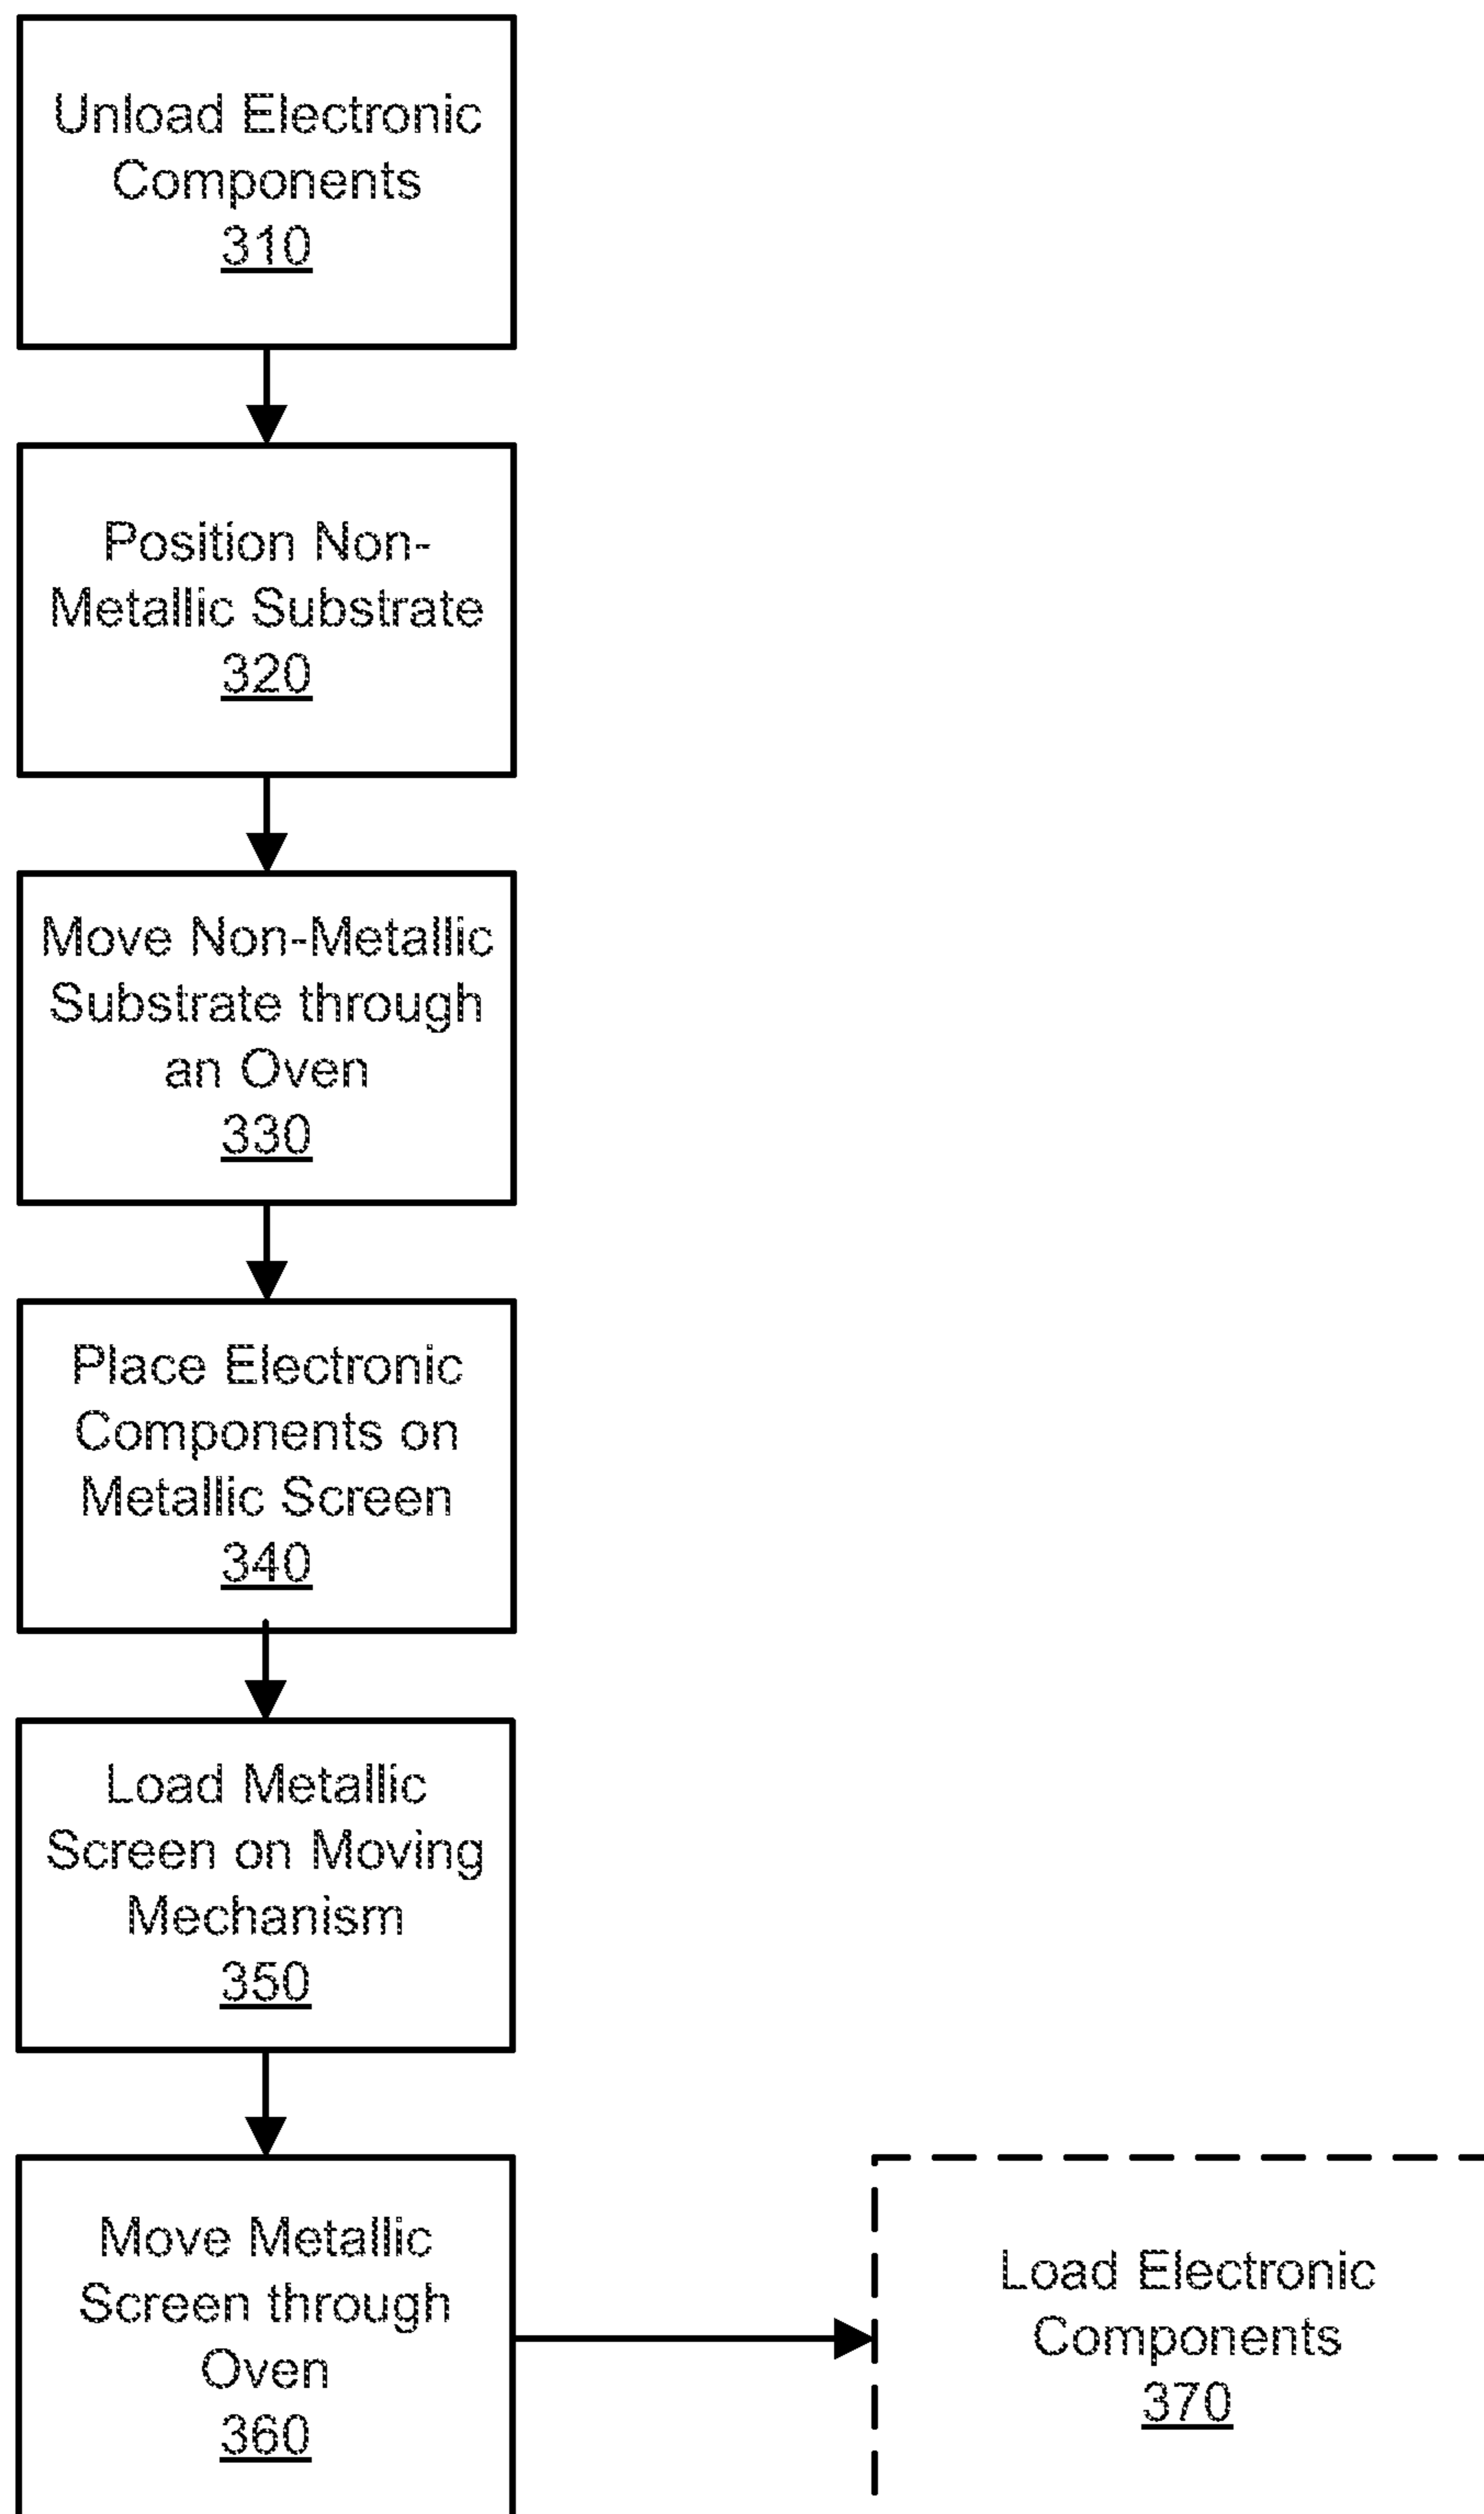 Unload Electronic
Components
310
Position Non-
Metallic Substrate
320
Move Non-Metallic
Substrate through
an Oven
330
Place Electronic
Components on
Metallic Screen
340
Load Metallic
Screen on Moving
Mechanism
350
Move Metallic
Screen through
Oven
360
Load Electronic
Components
370